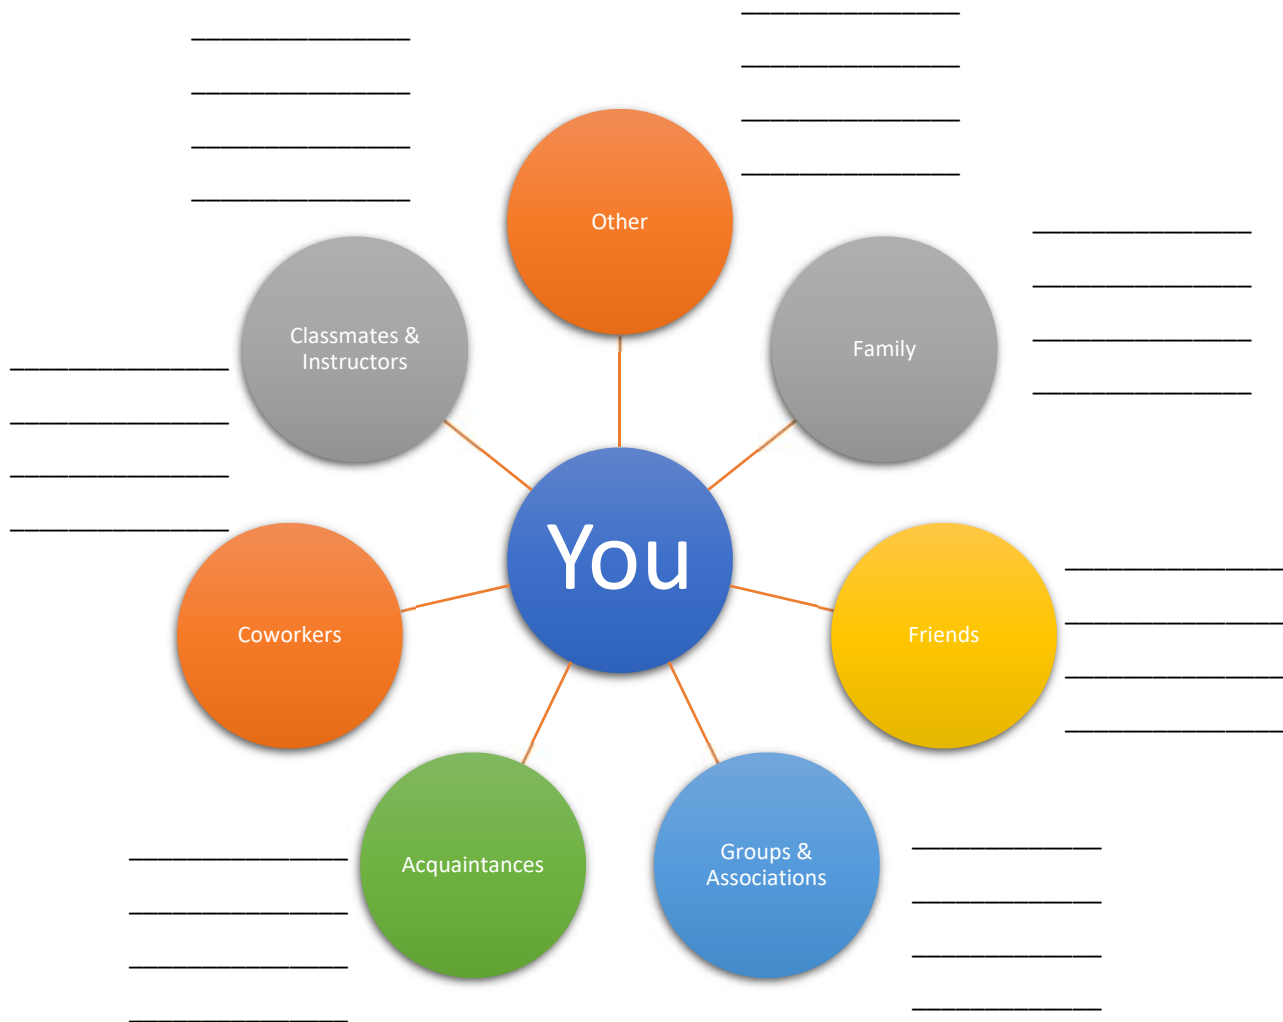 Other
Classmates &
Instructors
Family
You
Coworkers
Friends
Acquaintances
Groups &
Associations